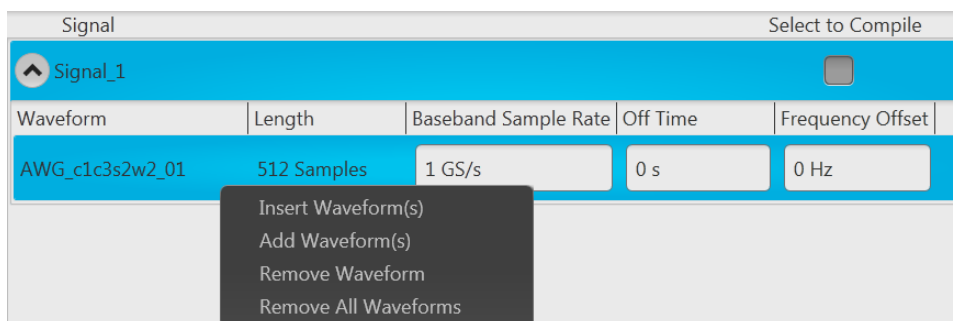 Signal Select to Compile
Signal_1
Waveform Length Baseband Sample Rate Off Time Frequency Offset
AWG_c1c3s2w2_01 512 Samples 1 GS/s 0 s 0 Hz
Insert Waveform(s)
Add Waveform(s)
Remove Waveform
Remove All Waveforms